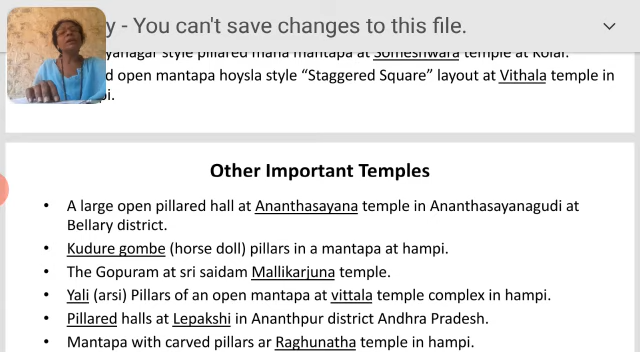 y - You can't save changes to this file.
yanagar style pillared maha mantapa at Someshwara temple at Kolar.
d open mantapa hoysla style “Staggered Square” layout at Vithala temple in
pi.
Other Important Temples
• A large open pillared hall at Ananthasayana temple in Ananthasayanagudi at
Bellary district.
• Kudure gombe (horse doll) pillars in a mantapa at hampi.
• The Gopuram at sri saidam Mallikarjuna temple.
• Yali (arsi) Pillars of an open mantapa at vittala temple complex in hampi.
• Pillared halls at Lepakshi in Ananthpur district Andhra Pradesh.
• Mantapa with carved pillars ar Raghunatha temple in hampi.